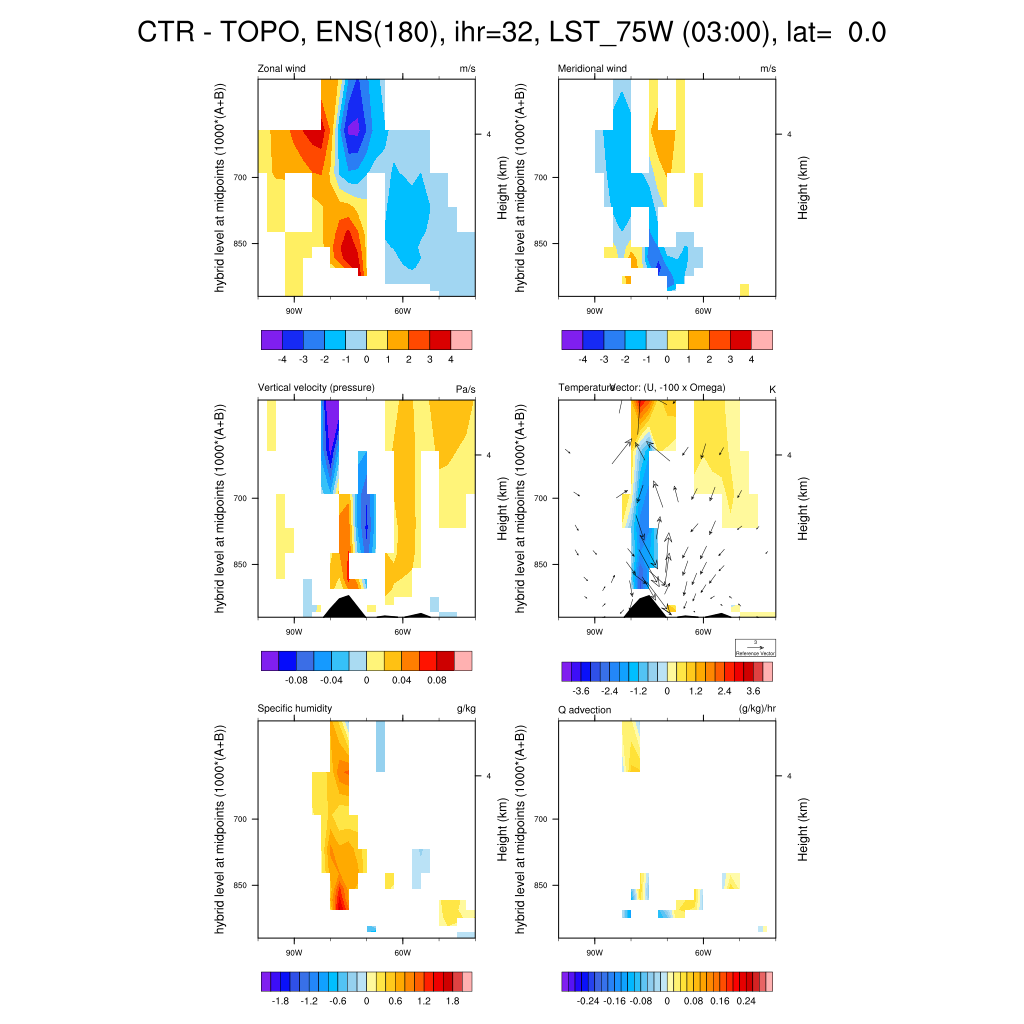 CTR - TOPO, ENS(180), ihr=32, LST_75W (03:00), lat=  0.0
Zonal wind
m/s
hybrid level at midpoints (1000*(A+B))
700
850
4
Height (km)
90W
60W
-4 -3 -2 -1 0 1 2 3 4
Meridional wind
m/s
hybrid level at midpoints (1000*(A+B))
700
850
4
Height (km)
90W
60W
-4 -3 -2 -1 0 1 2 3 4
Vertical velocity (pressure)
Pa/s
hybrid level at midpoints (1000*(A+B))
700
850
4
Height (km)
90W
60W
-0.08 -0.04 0 0.04 0.08
Temperature
Vector: (U, -100 x Omega)
K
hybrid level at midpoints (1000*(A+B))
700
850
4
Height (km)
90W
60W
3
Reference Vector
-3.6 -2.4 -1.2 0 1.2 2.4 3.6
Specific humidity
g/kg
hybrid level at midpoints (1000*(A+B))
700
850
4
Height (km)
90W
60W
-1.8 -1.2 -0.6 0 0.6 1.2 1.8
Q advection
(g/kg)/hr
hybrid level at midpoints (1000*(A+B))
700
850
4
Height (km)
90W
60W
-0.24 -0.16 -0.08 0 0.08 0.16 0.24